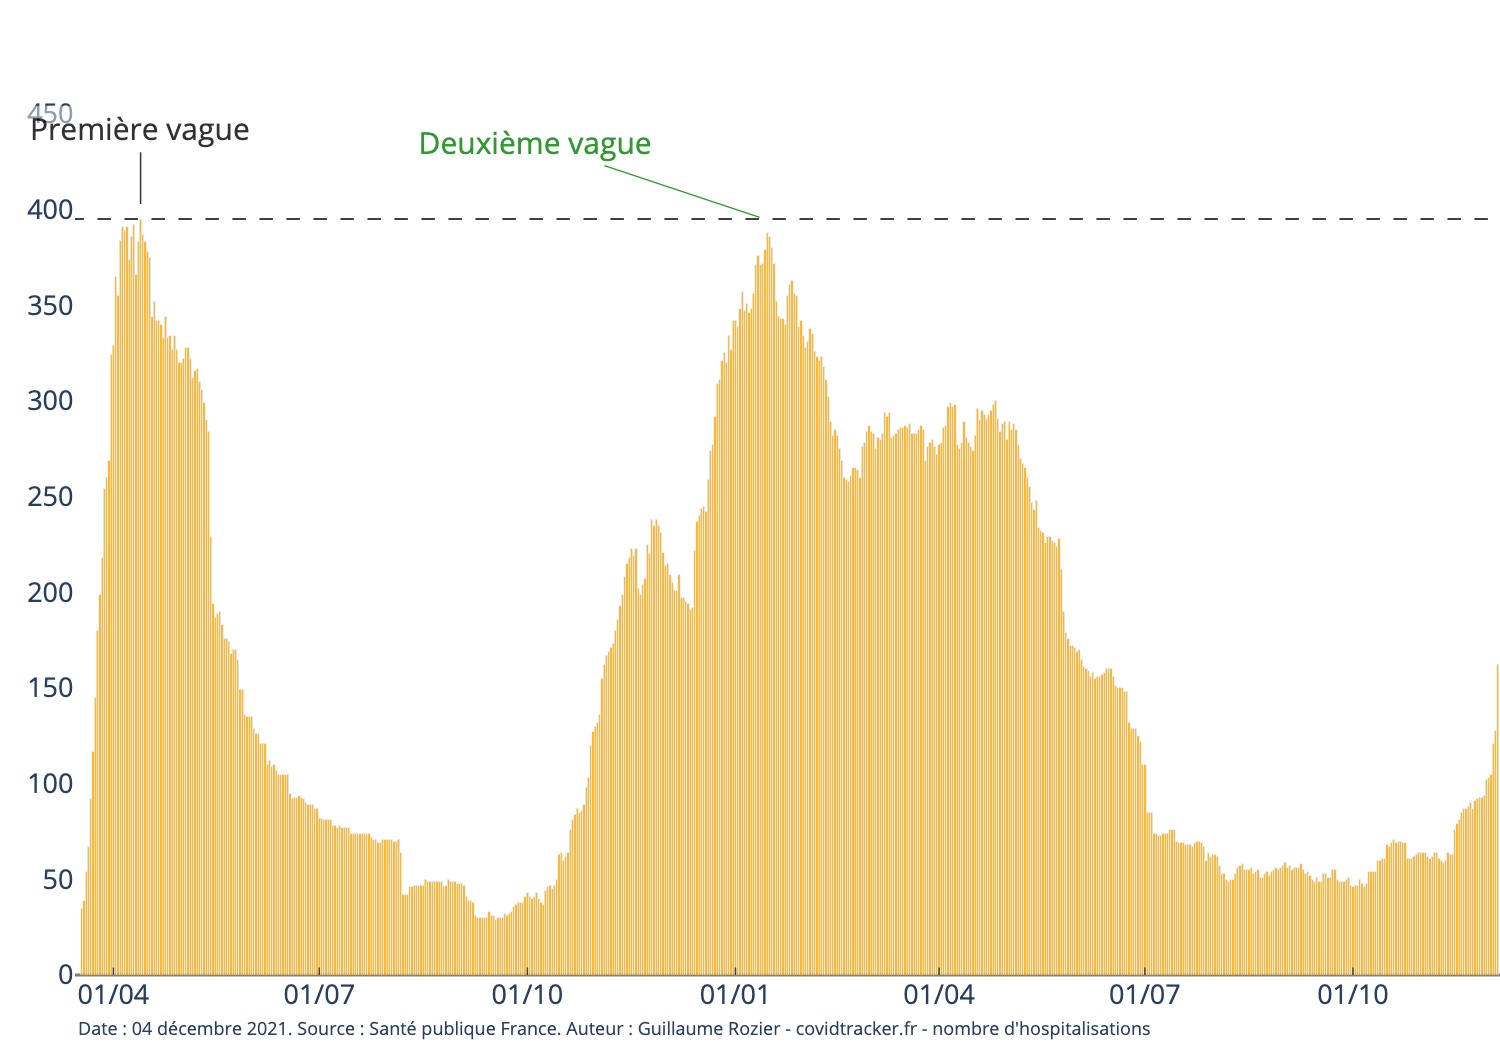 450
Première vague
Deuxième vague
400
350
300
250
200
150
100
50
0
01/04 01/07 01/10 01/01 01/04 01/07 01/10
Date : 04 décembre 2021. Source : Santé publique France. Auteur : Guillaume Rozier - covidtracker.fr - nombre d'hospitalisations